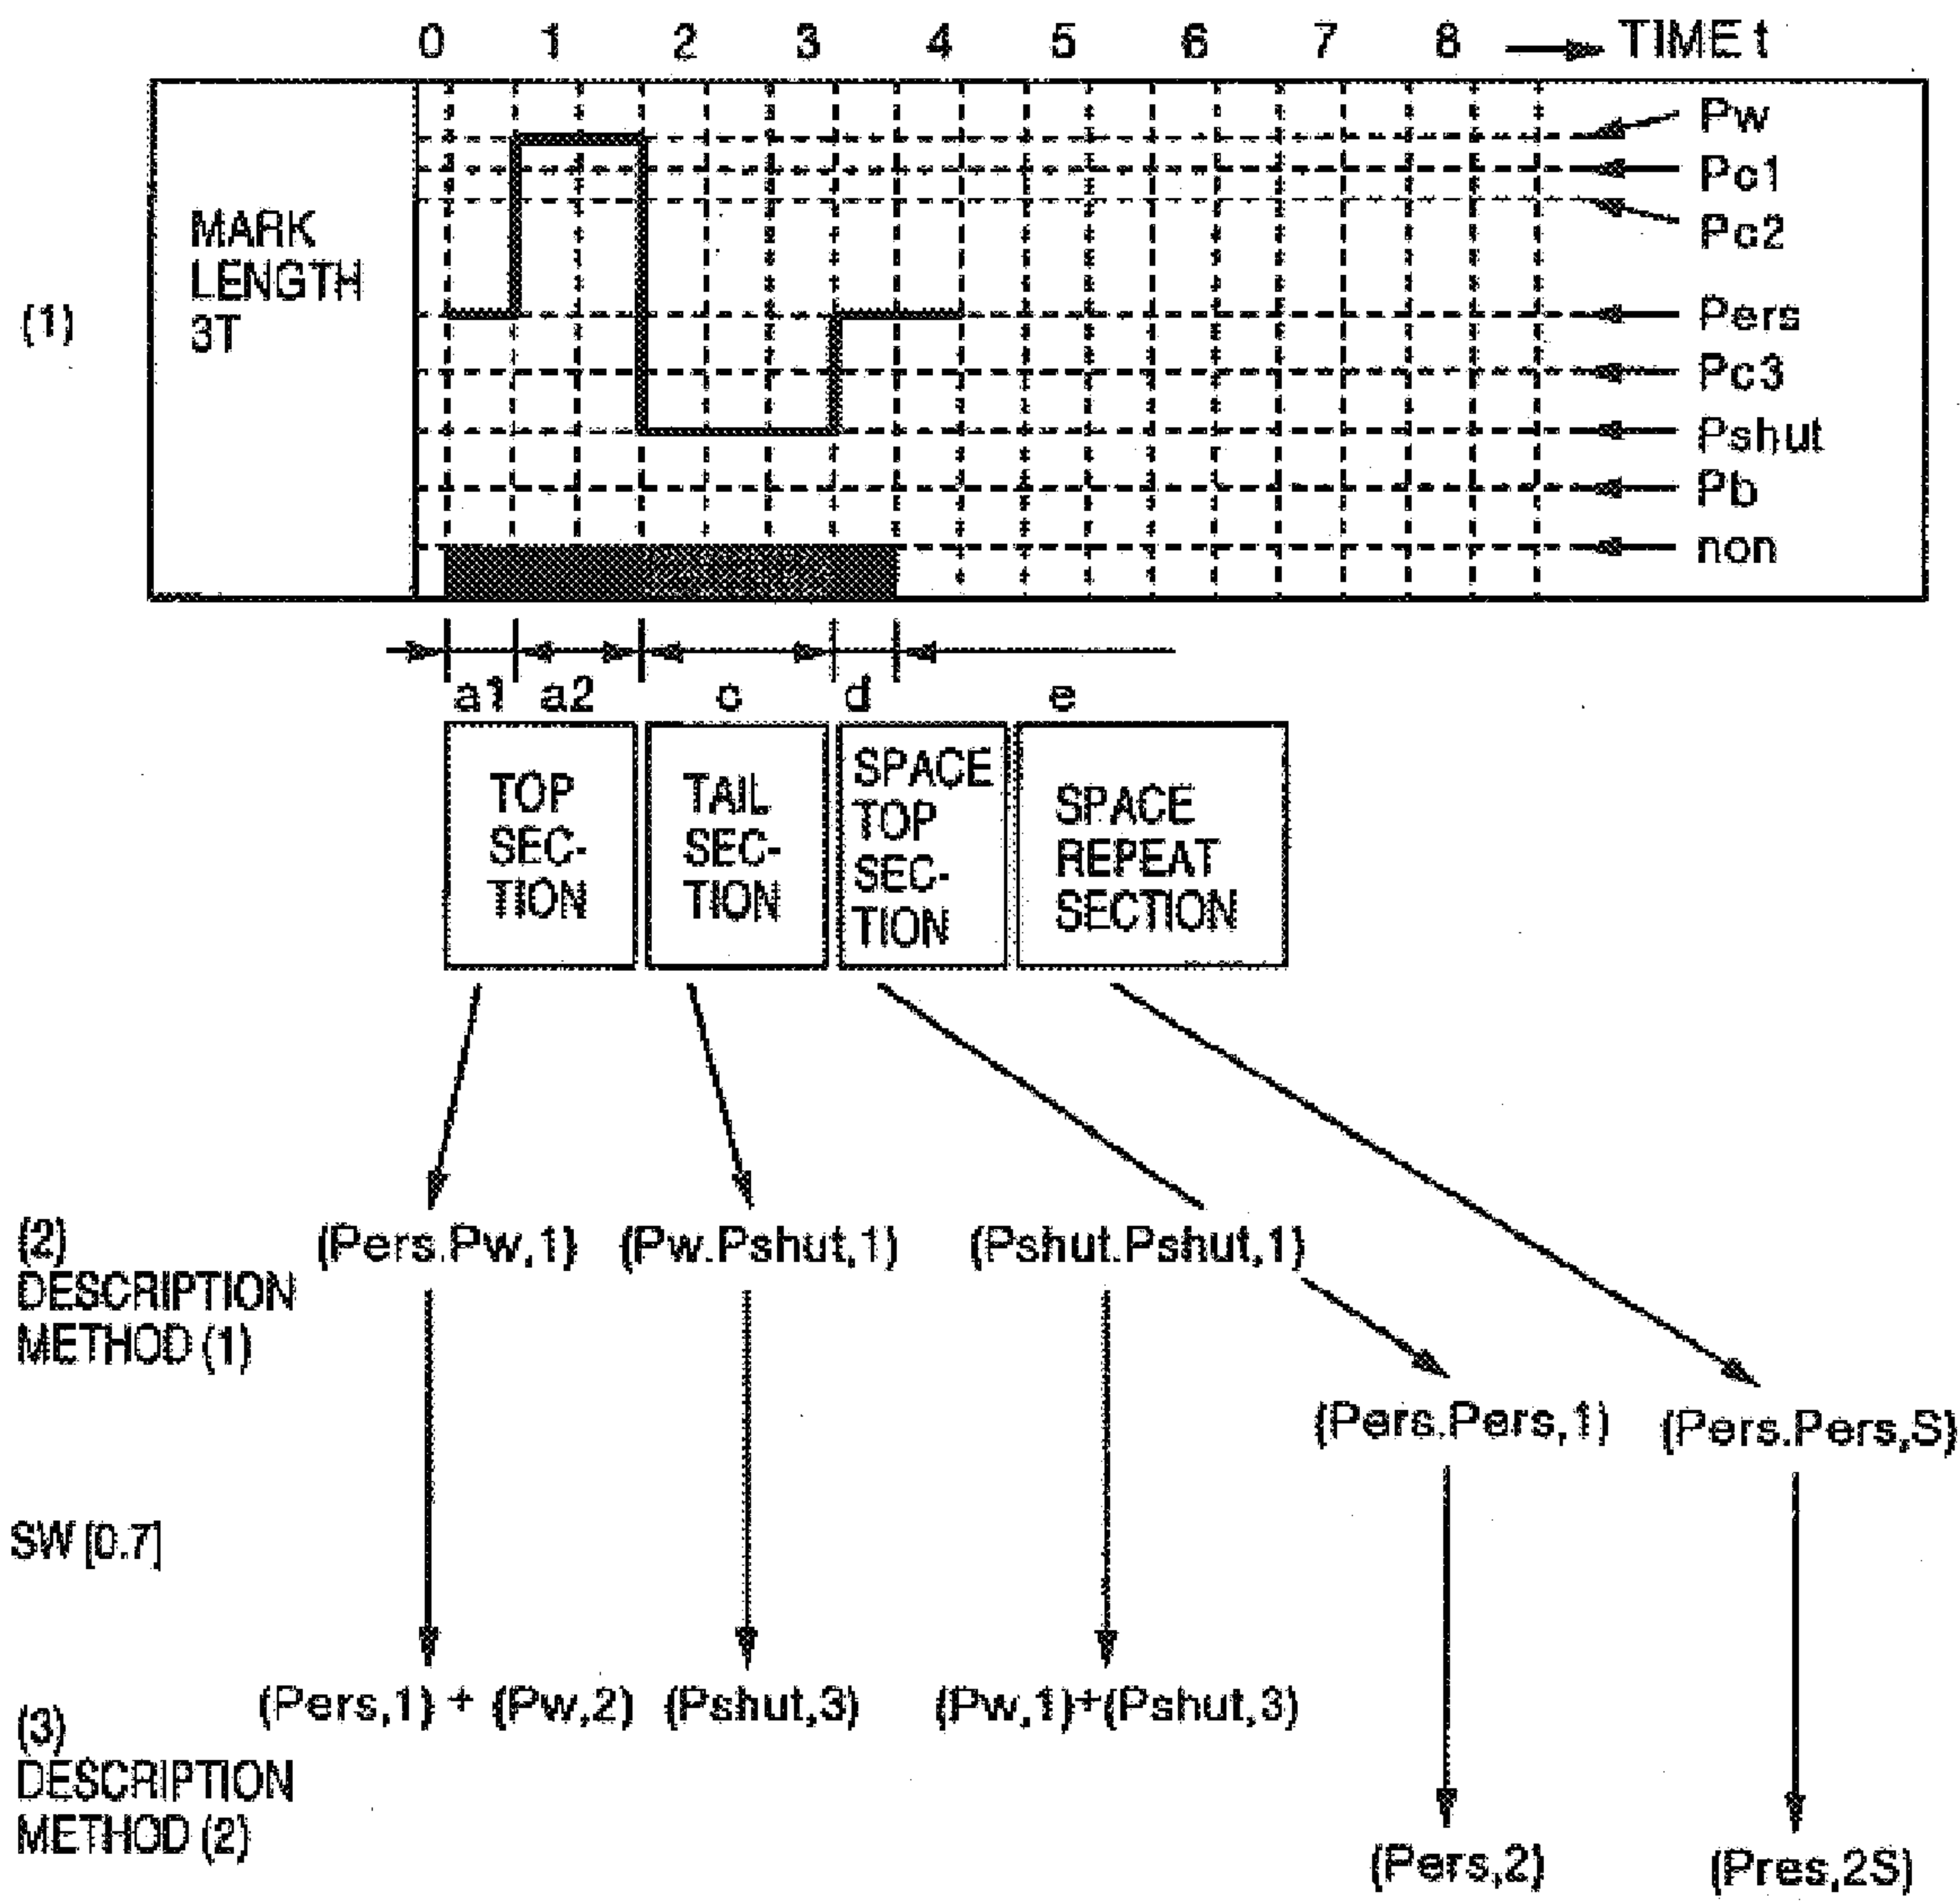 0 1 2 3 4 5 6 7 8 TIME t
MARK
LENGTH
3T
(1)
Pw
Pc1
Pc2
Pers
Pc3
Pshut
Pb
non
a1 a2 c d e
TOP
SEC-
TION
TAIL
SEC-
TION
SPACE
TOP
SEC-
TION
SPACE
REPEAT
SECTION
(2)
DESCRIPTION
METHOD (1)
(Pers.Pw,1) (Pw.Pshut,1) (Pshut.Pshut,1)
(Pers.Pers,1) (Pers.Pers,S)
SW [0.7]
(3)
DESCRIPTION
METHOD (2)
(Pers,1) + (Pw,2) (Pshut,3) (Pw,1)+(Pshut,3)
(Pers,2) (Pres,2S)